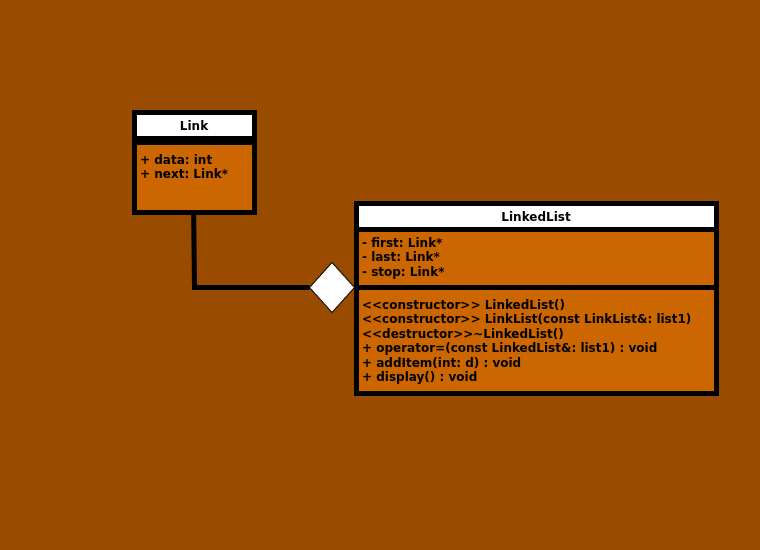 Link
+ data: int
+ next: Link*
LinkedList
- first: Link*
- last: Link*
- stop: Link*
<<constructor>> LinkedList()
<<constructor>> LinkList(const LinkList&: list1)
<<destructor>>~LinkedList()
+ operator=(const LinkedList&: list1) : void
+ addItem(int: d) : void
+ display() : void